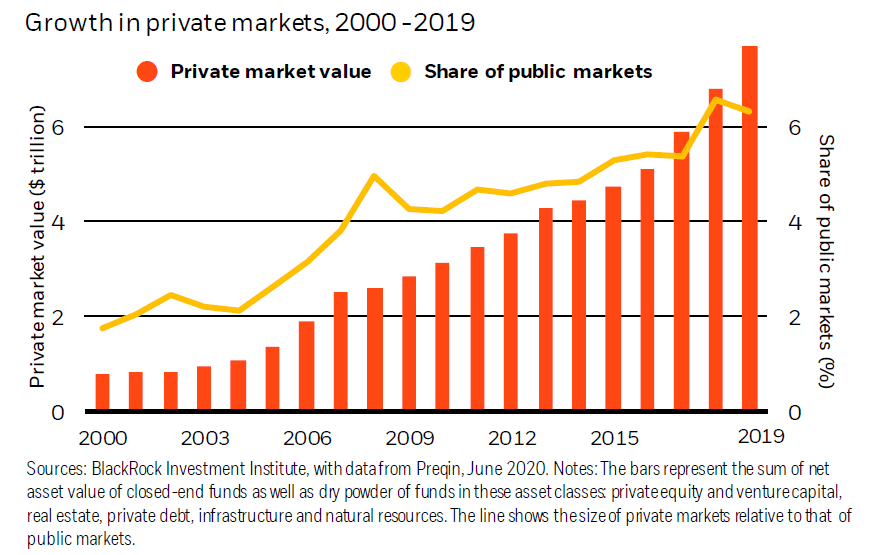 Growth in private markets, 2000 -2019
Private market value
Share of public markets
Private market value ($ trillion)
6
4
2
0
6
4
2
0
Share of public markets (%)
2000
2003
2006
2009
2012
2015
2019
Sources: BlackRock Investment Institute, with data from Preqin, June 2020. Notes: The bars represent the sum of net
asset value of closed-end funds as well as dry powder of funds in these asset classes: private equity and venture capital,
real estate, private debt, infrastructure and natural resources. The line shows the size of private markets relative to that of
public markets.